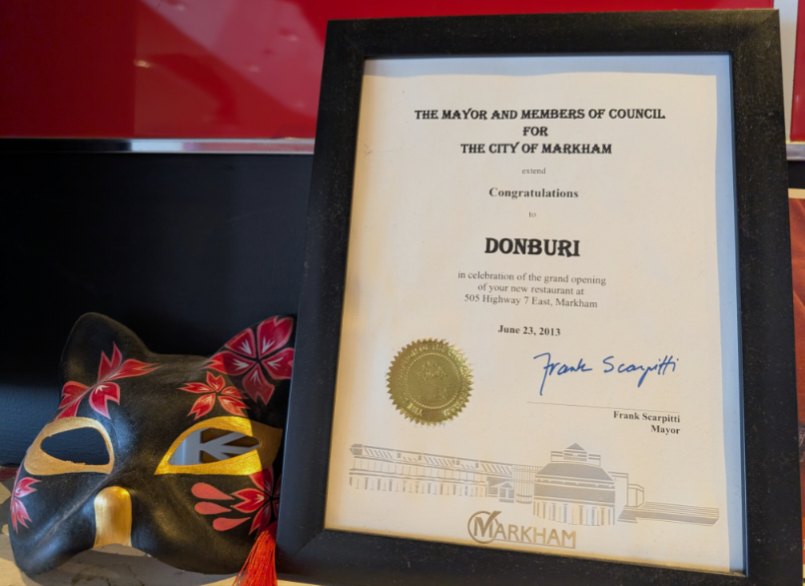 THE MAYOR AND MEMBERS OF COUNCIL
FOR
THE CITY OF MARKHAM
extend
Congratulations
to
DONBURI
in celebration of the grand opening
of your new restaurant at
505 Highway 7 East, Markham
June 23, 2013
Frank Scarpitti
Frank Scarpitti
Mayor
MARKHAM